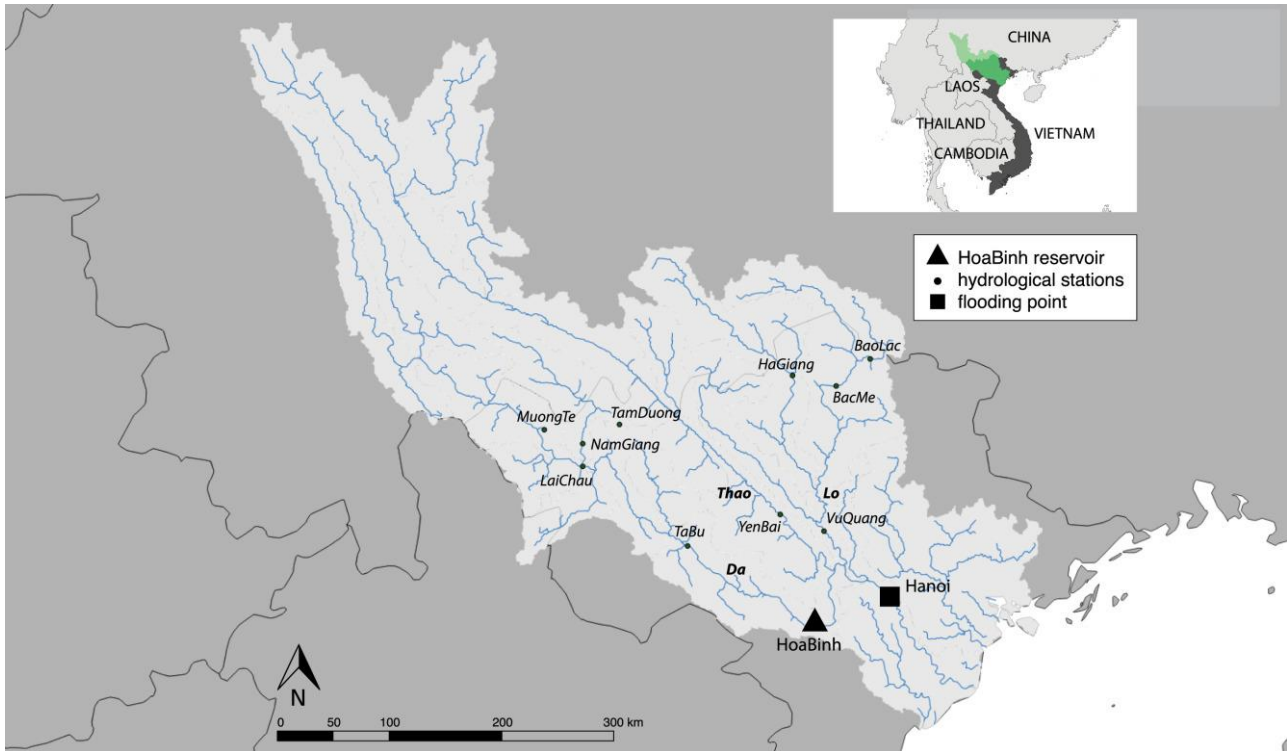 CHINA
LAOS
THAILAND
VIETNAM
CAMBODIA
HoaBinh reservoir
hydrological stations
flooding point
BaoLac
HaGiang
BacMe
MuongTe
TamDuong
NamGiang
LaiChau
Thao
Lo
YenBai
VuQuang
TaBu
Da
Hanoi
HoaBinh
N
0 50 100 200 300 km